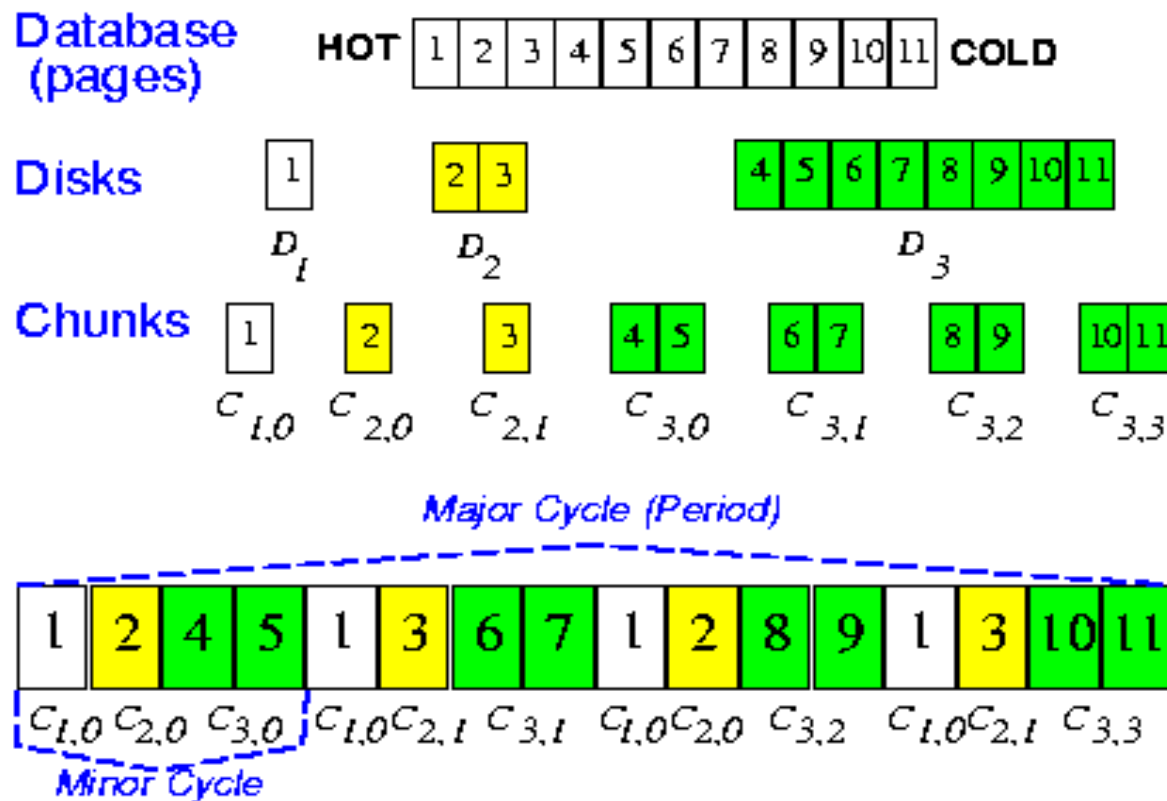 Database
(pages)
HOT 1 2 3 4 5 6 7 8 9 10 11 COLD
Disks
1 2 3 4 5 6 7 8 9 10 11
D1 D2 D3
Chunks
1 2 3 4 5 6 7 8 9 10 11
C1,0 C2,0 C2,1 C3,0 C3,1 C3,2 C3,3
Major Cycle (Period)
1 2 4 5 1 3 6 7 1 2 8 9 1 3 10 11
C1,0 C2,0 C3,0 C1,0 C2,1 C3,1 C1,0 C2,0 C3,2 C1,0 C2,1 C3,3
Minor Cycle